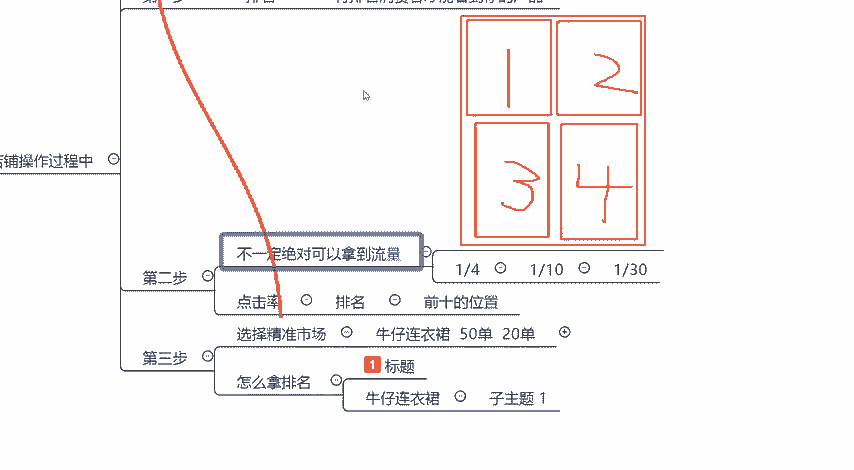 1 2
3 4
店铺操作过程中
不一定绝对可以拿到流量
1/4 1/10 1/30
第二步
点击率 排名 前十的位置
选择精准市场 牛仔连衣裙 50单 20单
第三步
1 标题
怎么拿排名
牛仔连衣裙 子主题 1